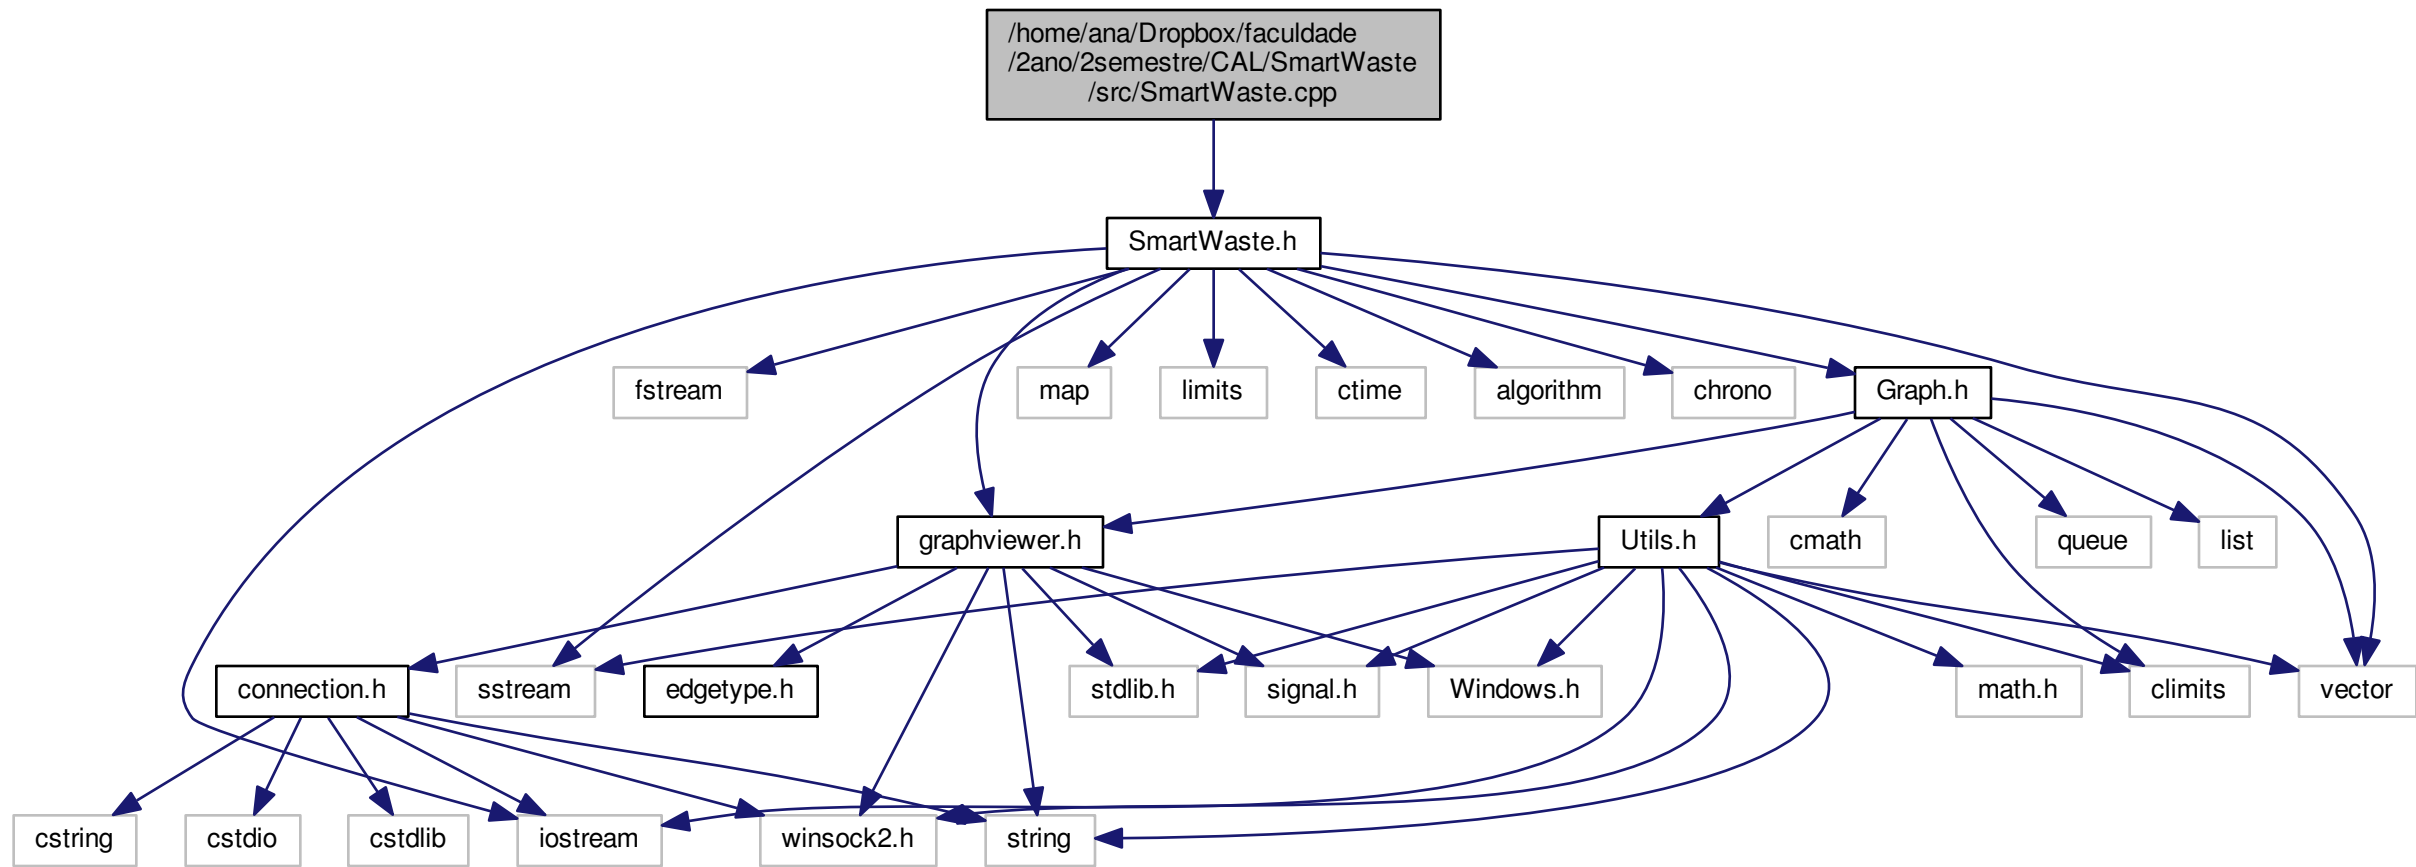 /home/ana/Dropbox/faculdade
/2ano/2semestre/CAL/SmartWaste
/src/SmartWaste.cpp
SmartWaste.h
fstream
map
limits
ctime
algorithm
chrono
Graph.h
graphviewer.h
Utils.h
cmath
queue
list
connection.h
sstream
edgetype.h
stdlib.h
signal.h
Windows.h
math.h
climits
vector
cstring
cstdio
cstdlib
iostream
winsock2.h
string